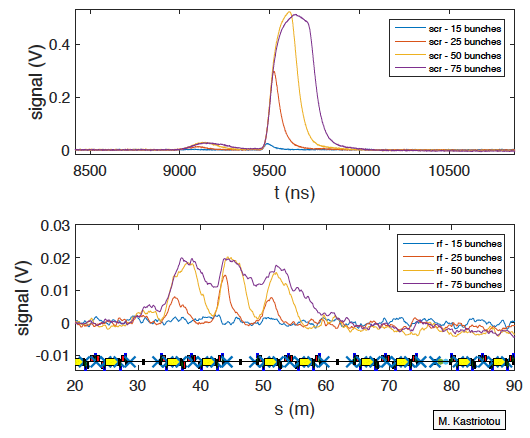 signal (V)
0.4
0.2
0
8500
9000
9500
10000
10500
t (ns)
scr - 15 bunches
scr - 25 bunches
scr - 50 bunches
scr - 75 bunches
signal (V)
0.03
0.02
0.01
0
-0.01
20
30
40
50
60
70
80
90
s (m)
rf - 15 bunches
rf - 25 bunches
rf - 50 bunches
rf - 75 bunches
M. Kastriotou